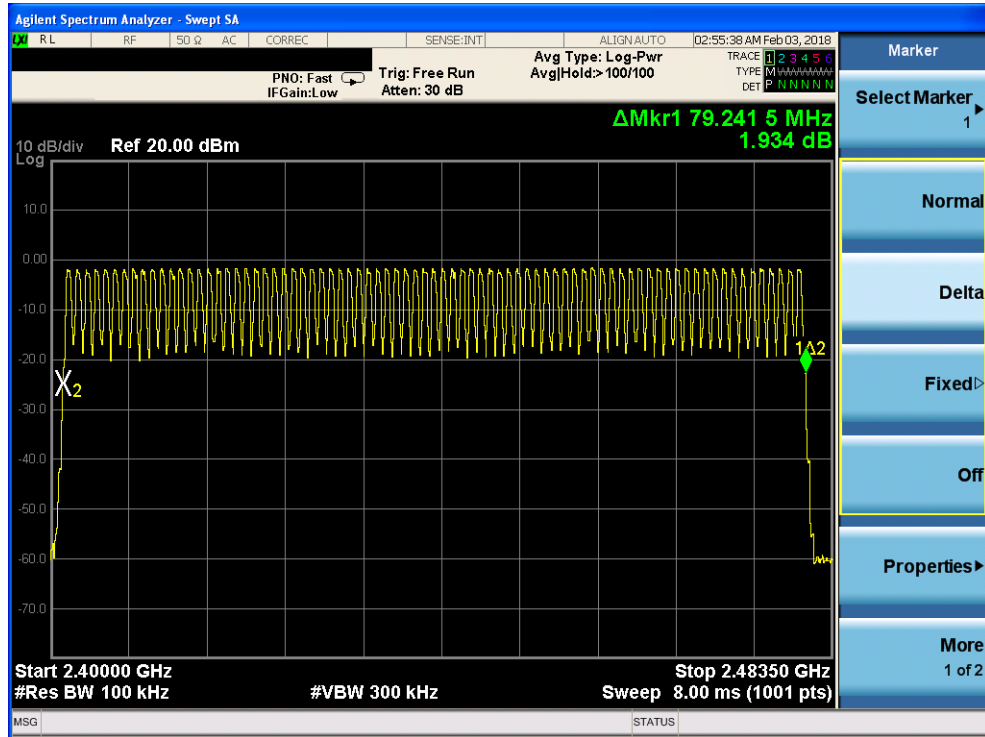 Agilent Spectrum Analyzer - Swept SA
LXI RL RF 50 Ω AC CORREC SENSE:INT ALIGN AUTO 02:55:38 AM Feb 03, 2018
Marker
PNO: Fast
IFGain:Low
Trig: Free Run
Atten: 30 dB
Avg Type: Log-Pwr
Avg|Hold:>100/100
TRACE 1 2 3 4 5 6
TYPE M
DET P N N N N N
Select Marker
1
ΔMkr1 79.241 5 MHz
1.934 dB
10 dB/div Ref 20.00 dBm
Log
10.0
0.00
-10.0
-20.0
-30.0
-40.0
-50.0
-60.0
-70.0
1Δ2
X2
Normal
Delta
Fixed
Off
Properties
More
1 of 2
Start 2.40000 GHz Stop 2.48350 GHz
#Res BW 100 kHz #VBW 300 kHz Sweep 8.00 ms (1001 pts)
MSG STATUS